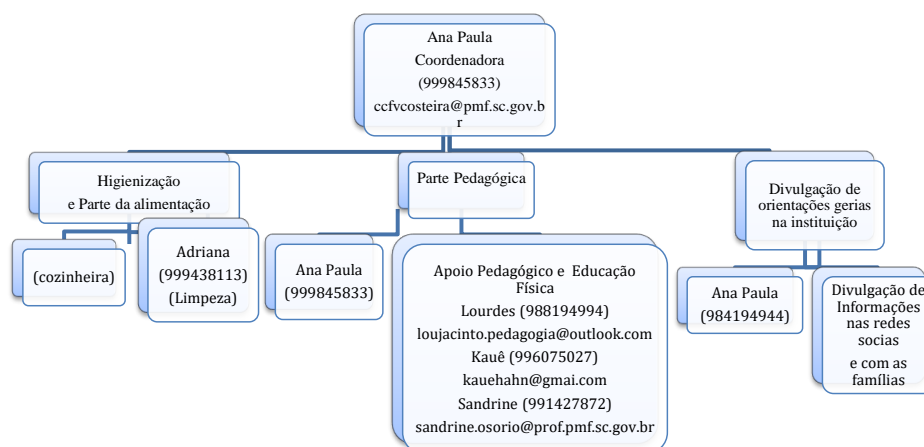 Ana Paula
Coordenadora
(999845833)
ccfvcosteira@pmf.sc.gov.b
r
Higienização
e Parte da alimentação
Parte Pedagógica
Divulgação de
orientações gerias
na instituição
(cozinheira)
Adriana
(999438113)
(Limpeza)
Ana Paula
(999845833)
Apoio Pedagógico e Educação
Física
Lourdes (988194994)
loujacinto.pedagogia@outlook.com
Kauê (996075027)
kauehahn@gmai.com
Sandrine (991427872)
sandrine.osorio@prof.pmf.sc.gov.br
Ana Paula
(984194944)
Divulgação de
Informações
nas redes
socias
e com as
famílias